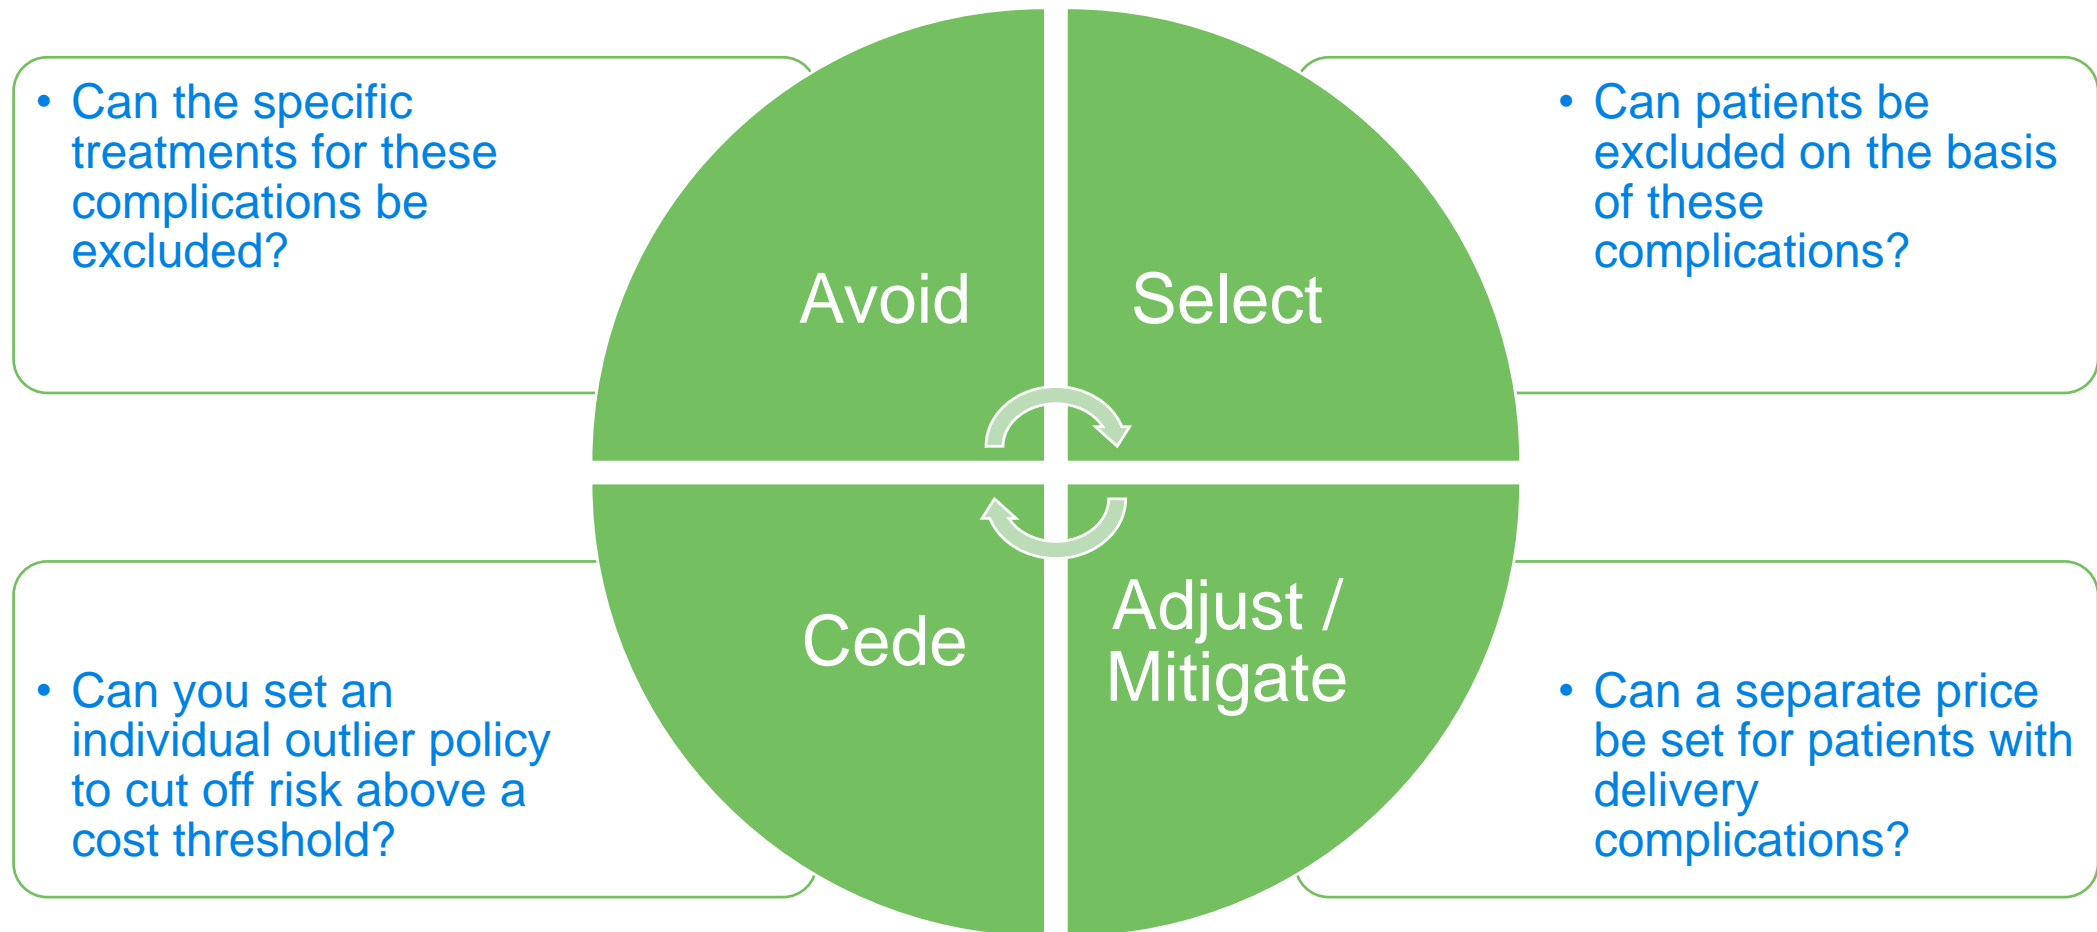 • Can the specific
treatments for these
complications be
excluded?
Avoid
Select
• Can patients be
excluded on the basis
of these
complications?
• Can you set an
individual outlier policy
to cut off risk above a
cost threshold?
Cede
Adjust /
Mitigate
• Can a separate price
be set for patients with
delivery
complications?